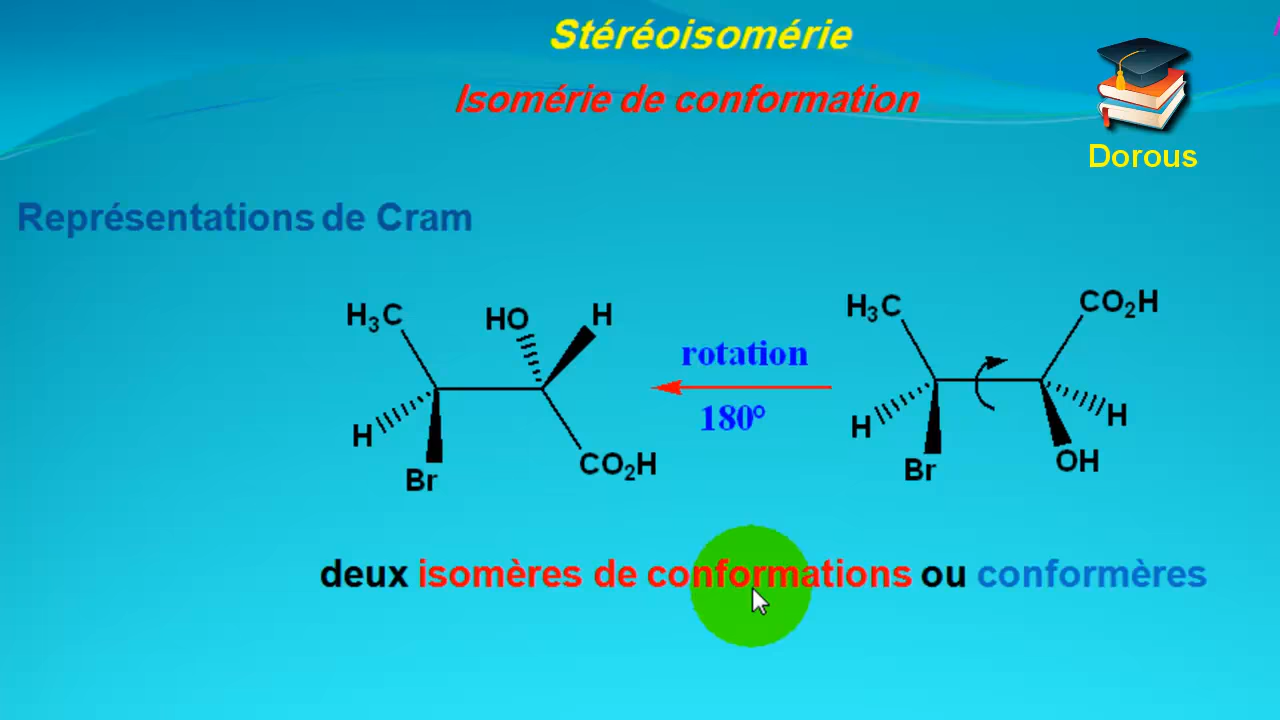 Stéréoisomérie
Isomérie de conformation
Dorous
Représentations de Cram
H₃C HO H
H Br CO₂H
rotation
180°
H₃C CO₂H
H Br OH H
deux isomères de conformations ou conformères